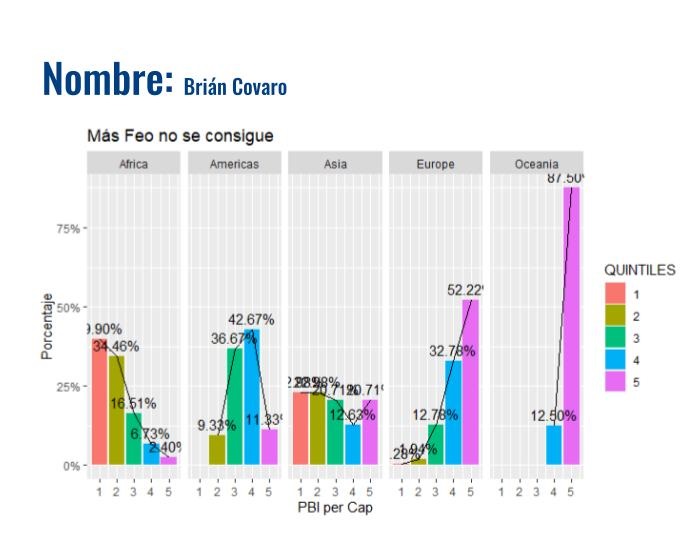 Nombre: Brián Covaro
Más Feo no se consigue
Africa Americas Asia Europe Oceania
87.50%
75%
52.22%
50%
42.67%
9.90% 36.67% 32.78%
34.46%
25%
20.71% 20.71%
16.51% 12.63% 12.78% 12.50%
9.33% 11.33%
6.73%
2.40% 1.94%
.28%
0%
1 2 3 4 5 1 2 3 4 5 1 2 3 4 5 1 2 3 4 5 1 2 3 4 5
PBI per Cap
Porcentaje
QUINTILES
1
2
3
4
5